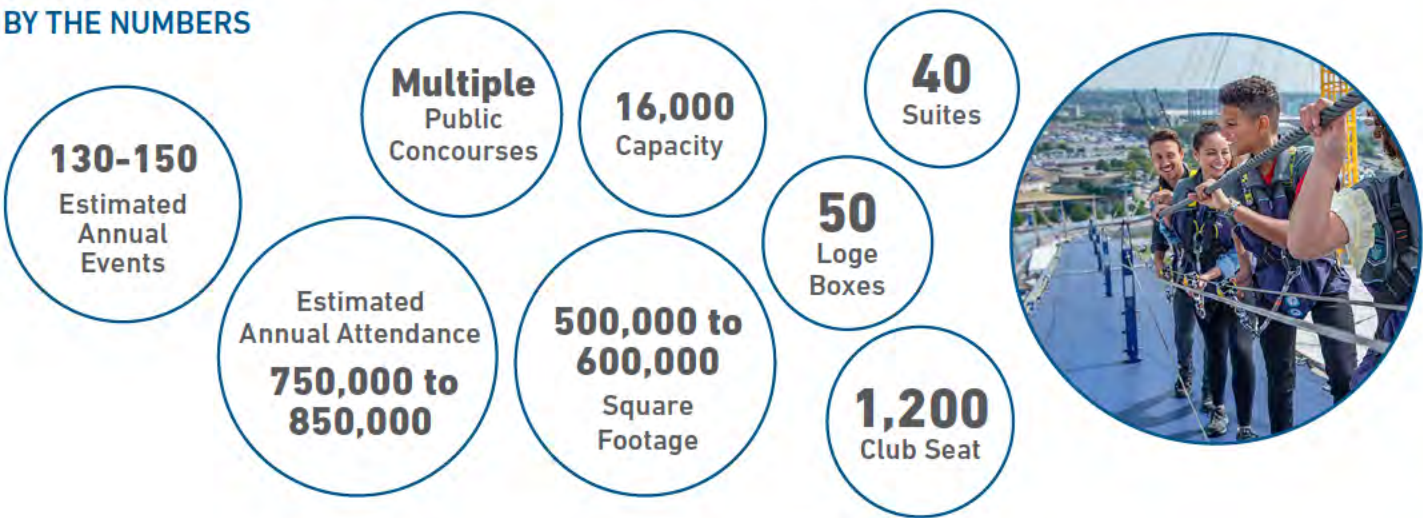 BY THE NUMBERS
130-150
Estimated
Annual
Events
Estimated
Annual Attendance
750,000 to
850,000
Multiple
Public
Concourses
16,000
Capacity
500,000 to
600,000
Square
Footage
40
Suites
50
Loge
Boxes
1,200
Club Seat